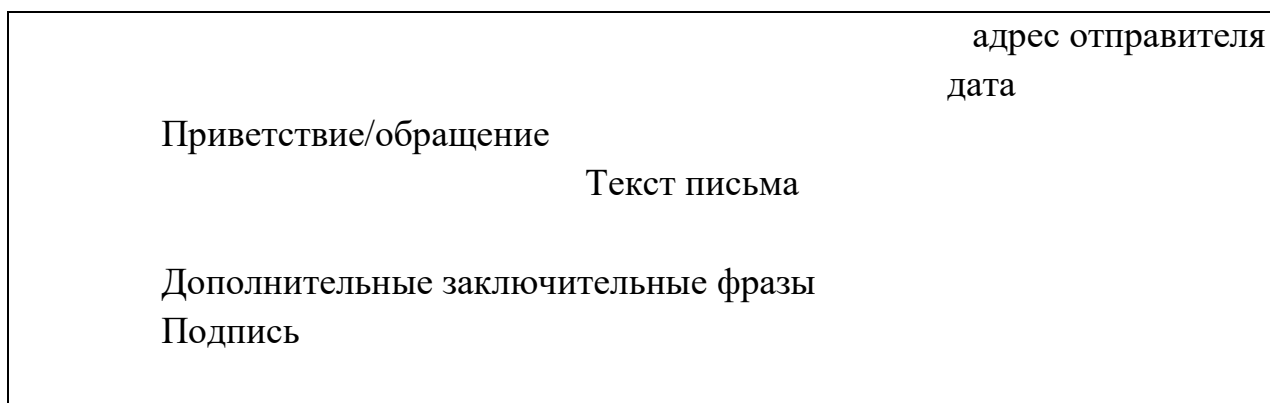 адрес отправителя
дата
Приветствие/обращение
Текст письма
Дополнительные заключительные фразы
Подпись